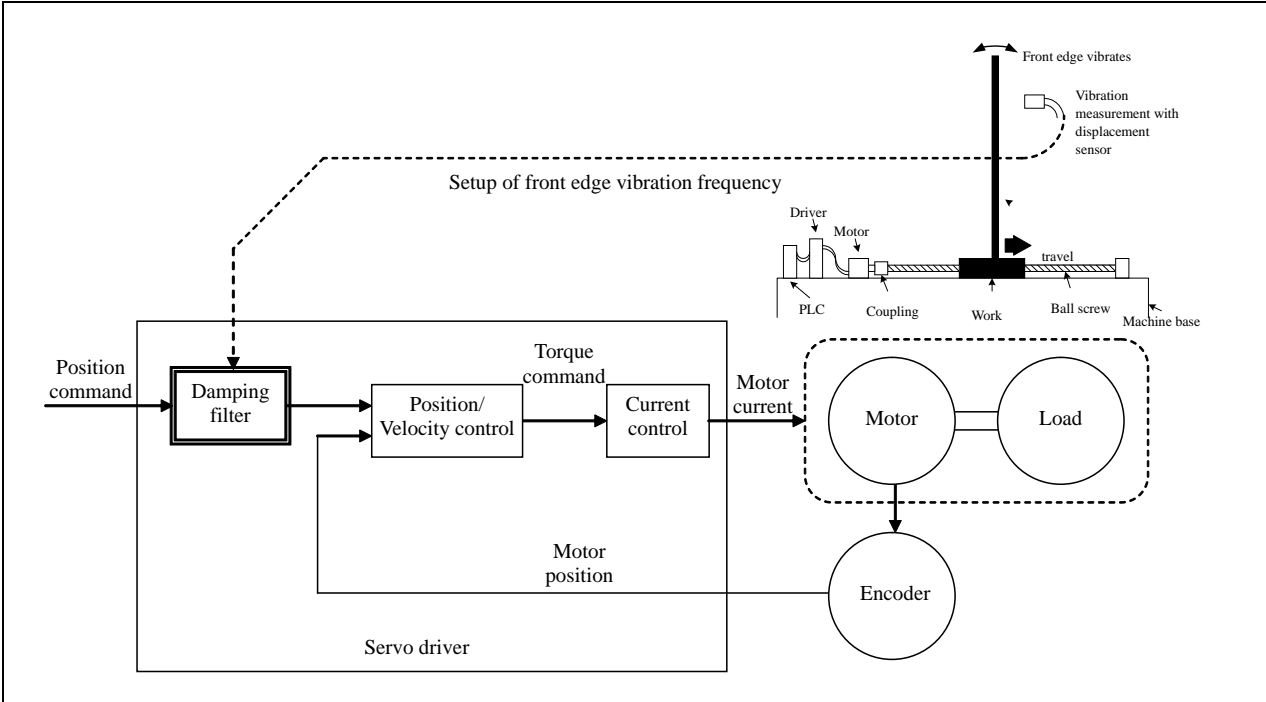 Front edge vibrates
Vibration
measurement with
displacement
sensor
Setup of front edge vibration frequency
Driver
Motor
travel
PLC
Coupling
Work
Ball screw
Machine base
Position
command
Damping
filter
Position/
Velocity control
Torque
command
Current
control
Motor
current
Motor
Load
Motor
position
Encoder
Servo driver